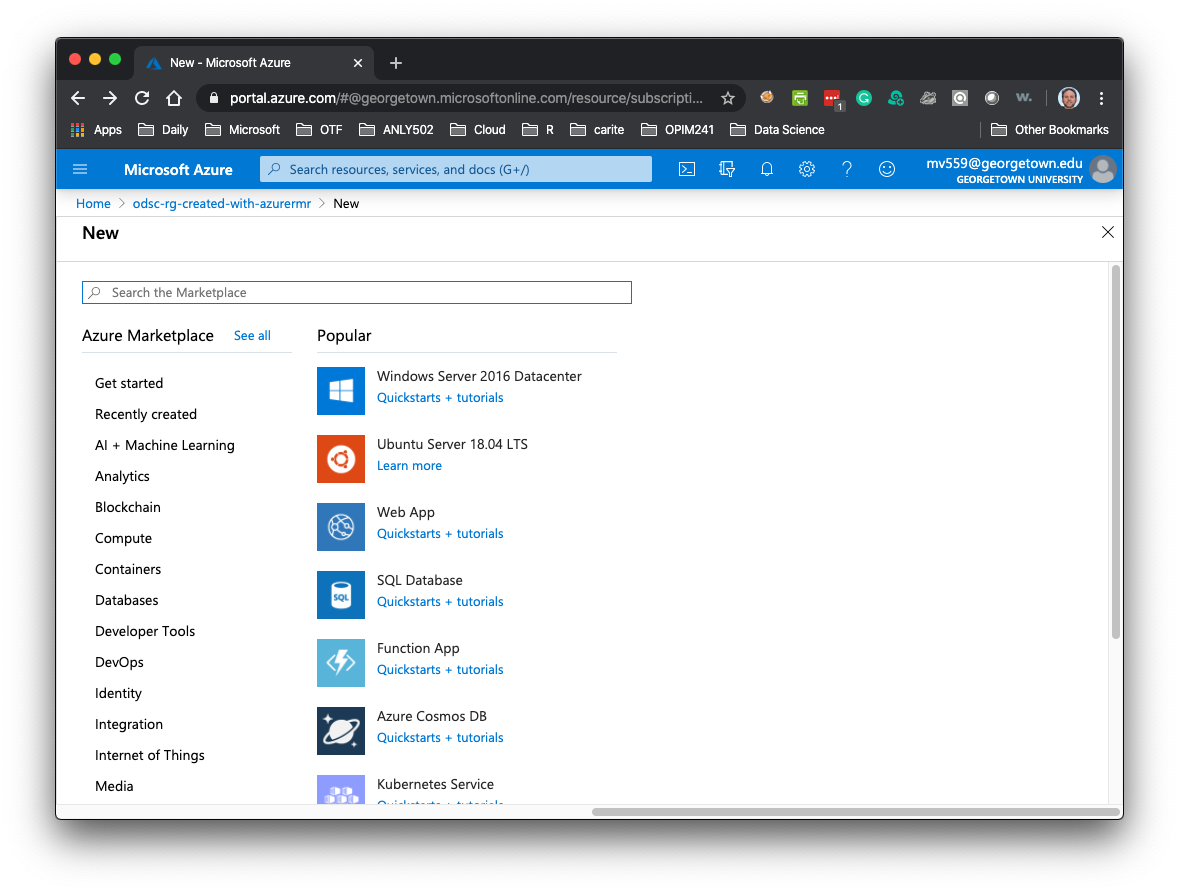 New - Microsoft Azure
portal.azure.com/#@georgetown.microsoftonline.com/resource/subscripti...
1
w.
Apps Daily Microsoft OTF ANLY502 Cloud R carite OPIM241 Data Science Other Bookmarks
Microsoft Azure Search resources, services, and docs (G+/) mv559@georgetown.edu
GEORGETOWN UNIVERSITY
Home > odsc-rg-created-with-azurermr > New
New
Search the Marketplace
Azure Marketplace See all
Get started
Recently created
AI + Machine Learning
Analytics
Blockchain
Compute
Containers
Databases
Developer Tools
DevOps
Identity
Integration
Internet of Things
Media
Popular
Windows Server 2016 Datacenter
Quickstarts + tutorials
Ubuntu Server 18.04 LTS
Learn more
Web App
Quickstarts + tutorials
SQL
SQL Database
Quickstarts + tutorials
Function App
Quickstarts + tutorials
Azure Cosmos DB
Quickstarts + tutorials
Kubernetes Service
Quickstarts + tutorials